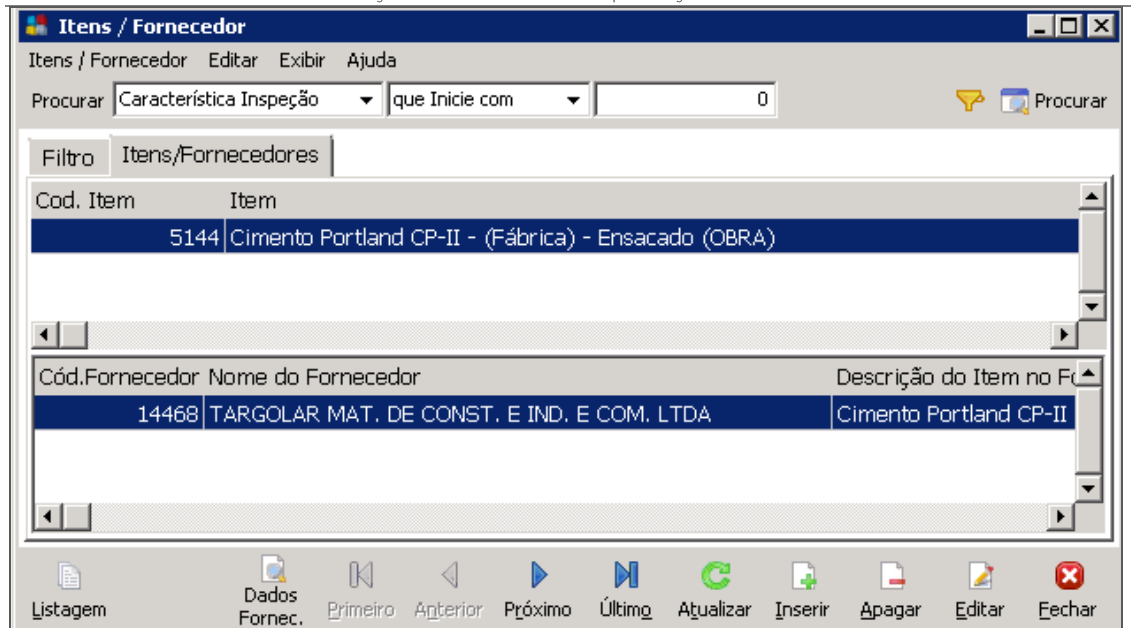 Itens / Fornecedor
Itens / Fornecedor Editar Exibir Ajuda
Procurar Característica Inspeção que Inicie com 0 Procurar
Filtro Itens/Fornecedores
Cod. Item Item
5144 Cimento Portland CP-II - (Fábrica) - Ensacado (OBRA)
Cód.Fornecedor Nome do Fornecedor Descrição do Item no
14468 TARGOLAR MAT. DE CONST. E IND. E COM. LTDA Cimento Portland CP-II
Listagem Dados Fornec. Primeiro Anterior Próximo Último Atualizar Inserir Apagar Editar Fechar